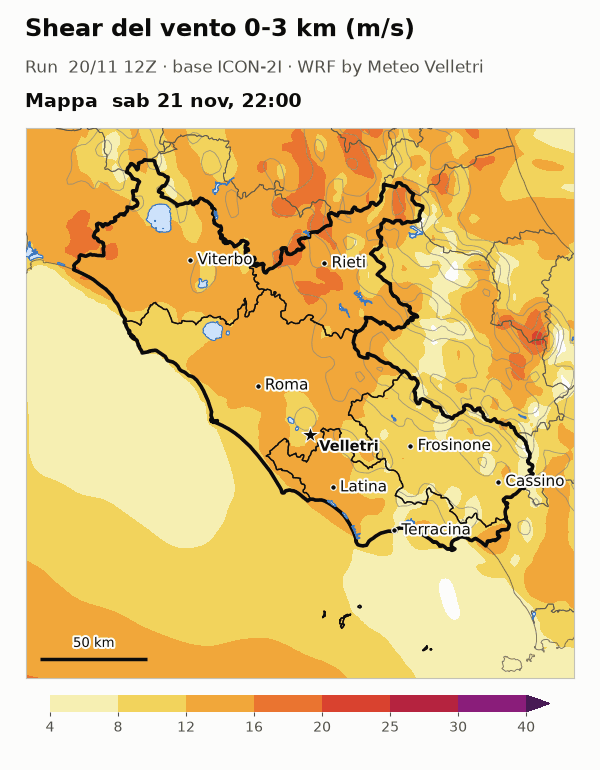 Shear del vento 0-3 km (m/s)
Run  20/11 12Z · base ICON-2I · WRF by Meteo Velletri
Mappa  sab 21 nov, 22:00
Viterbo
Rieti
Roma
Velletri
Frosinone
Latina
Cassino
Terracina
50 km
4 8 12 16 20 25 30 40